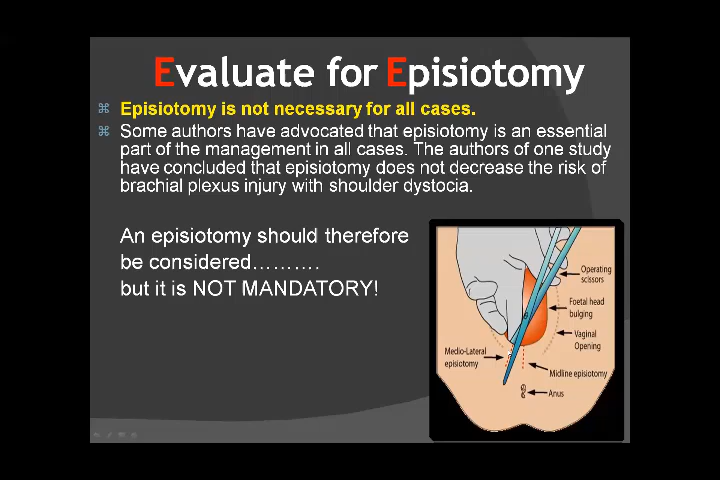 Evaluate for Episiotomy
Episiotomy is not necessary for all cases.
Some authors have advocated that episiotomy is an essential
part of the management in all cases. The authors of one study
have concluded that episiotomy does not decrease the risk of
brachial plexus injury with shoulder dystocia.
An episiotomy should therefore
be considered……….
but it is NOT MANDATORY!
Operating
scissors
Foetal head
bulging
Vaginal
Opening
Medio-Lateral
episiotomy
Midline episiotomy
Anus